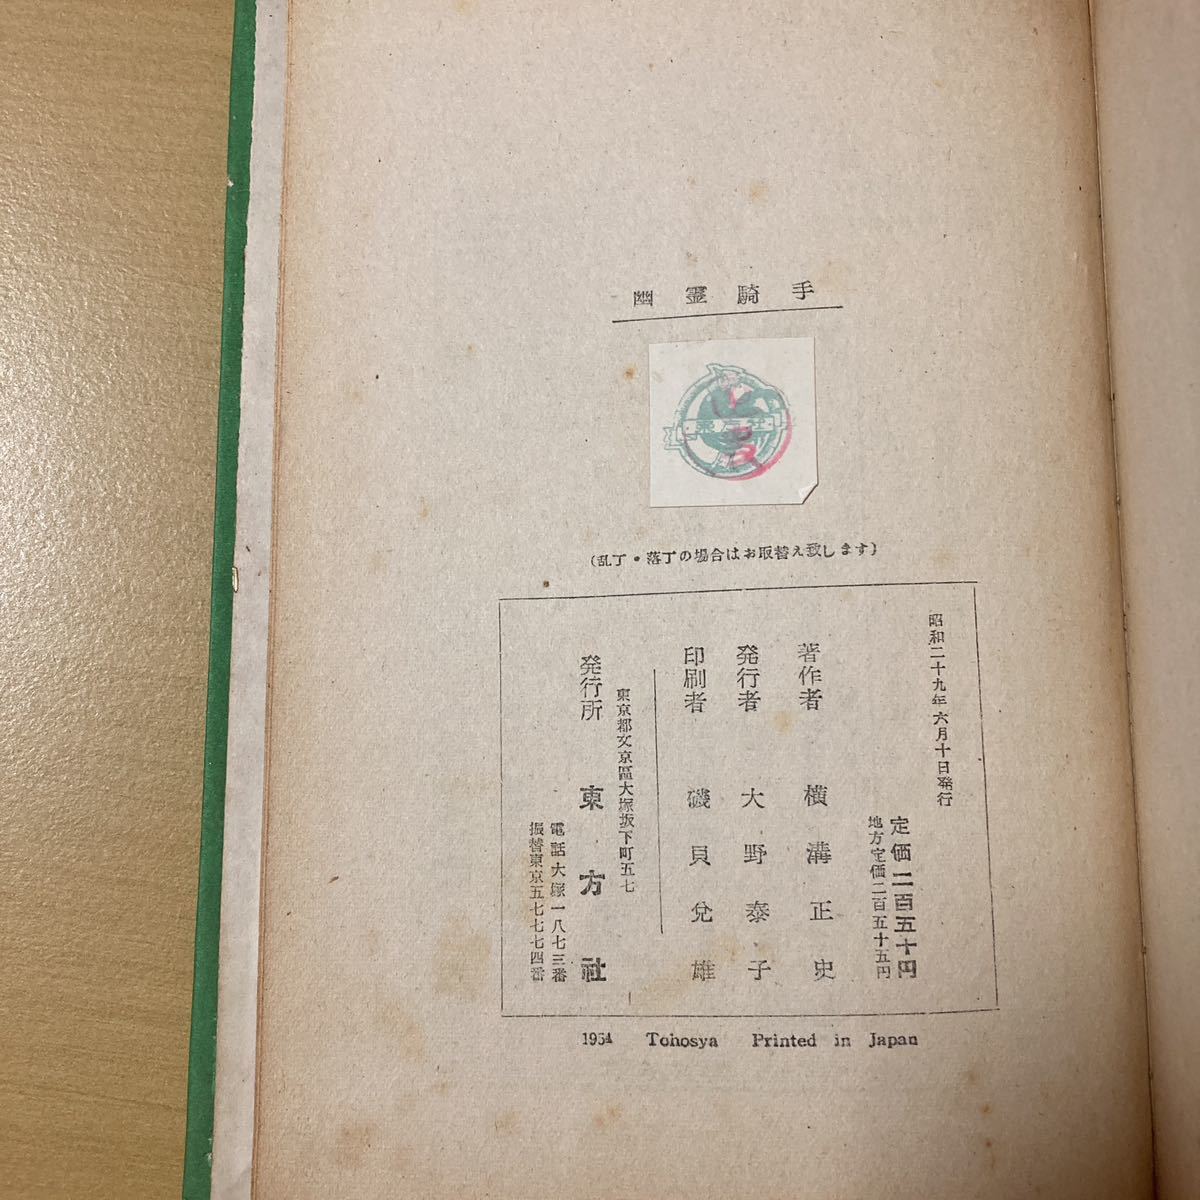 幽霊騎手
東方社
(乱丁・落丁の場合はお取替え致します)
昭和二十九年六月十日発行
定価二百五十円
地方定価二百五十五円
著作者 横溝正史
発行者 大野泰子
印刷者 磯貝兌雄
東京都文京區大塚坂下町五七
発行所 東方社
電話大塚一八七三番
振替東京五七七七四番
1954 Tohosya Printed in Japan